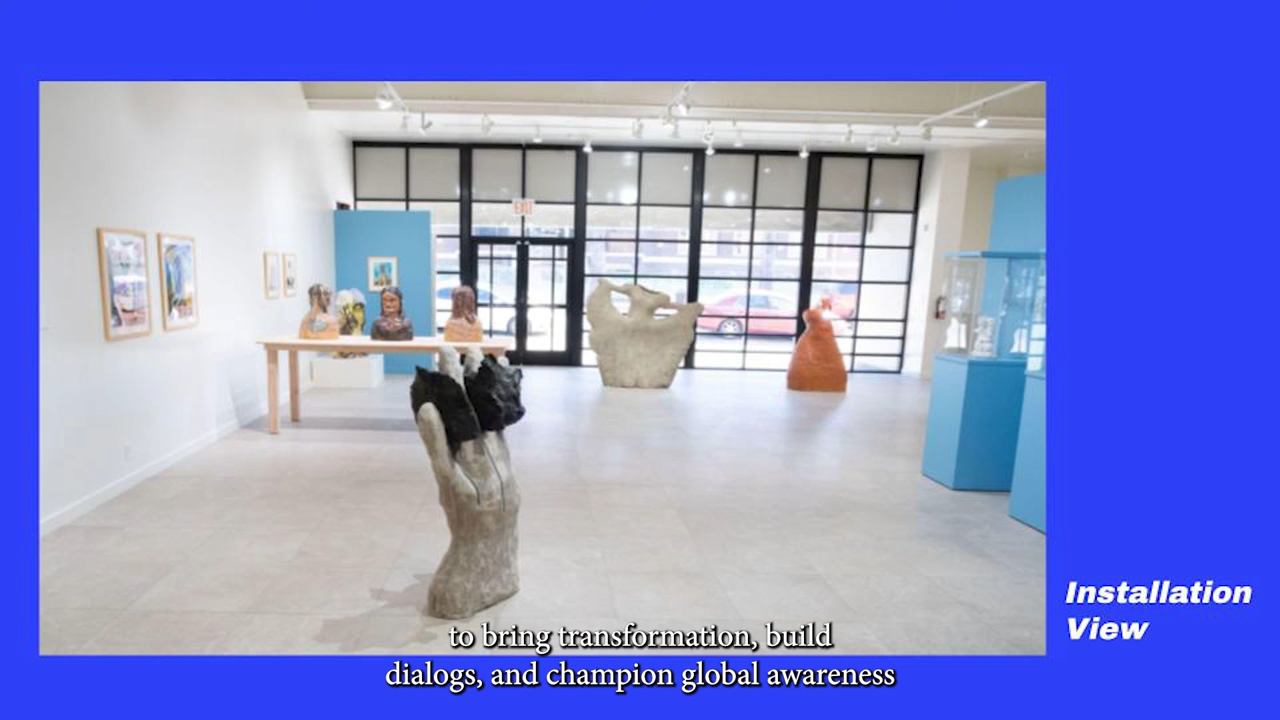 EXIT
Installation
View
to bring transformation, build
dialogs, and champion global awareness